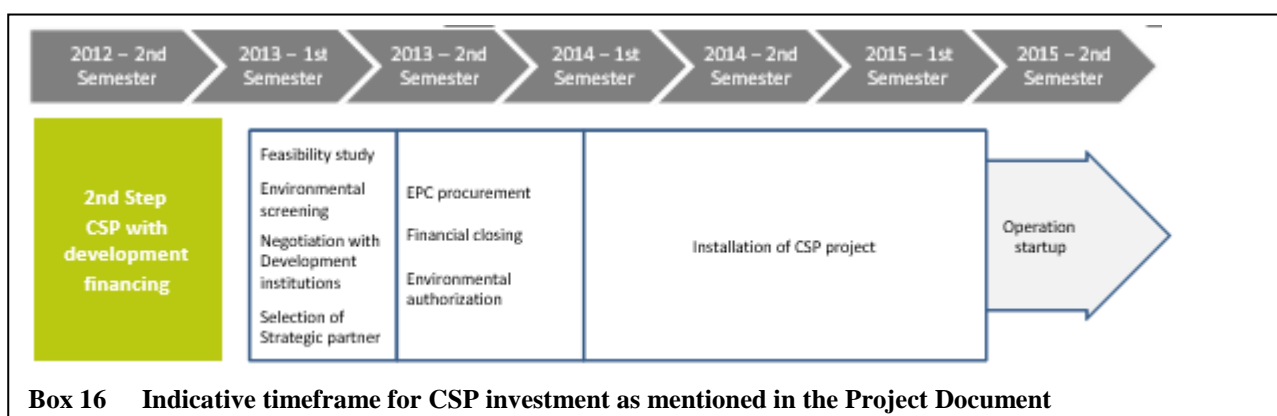 2012 – 2nd
Semester
2013 – 1st
Semester
2013 – 2nd
Semester
2014 – 1st
Semester
2014 – 2nd
Semester
2015 – 1st
Semester
2015 – 2nd
Semester
2nd Step
CSP with
development
financing
Feasibility study
Environmental
screening
Negotiation with
Development
institutions
Selection of
Strategic partner
EPC procurement
Financial closing
Environmental
authorization
Installation of CSP project
Operation
startup
Box 16 Indicative timeframe for CSP investment as mentioned in the Project Document